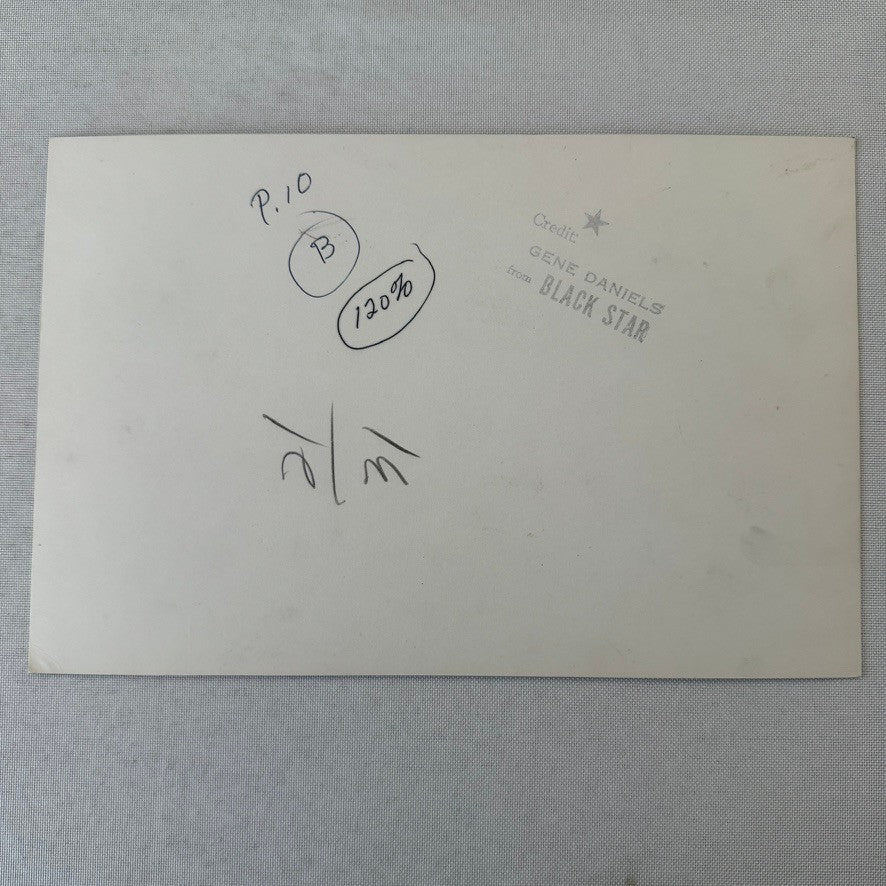 P.10
B
120%
Credit:
GENE DANIELS
from BLACK STAR